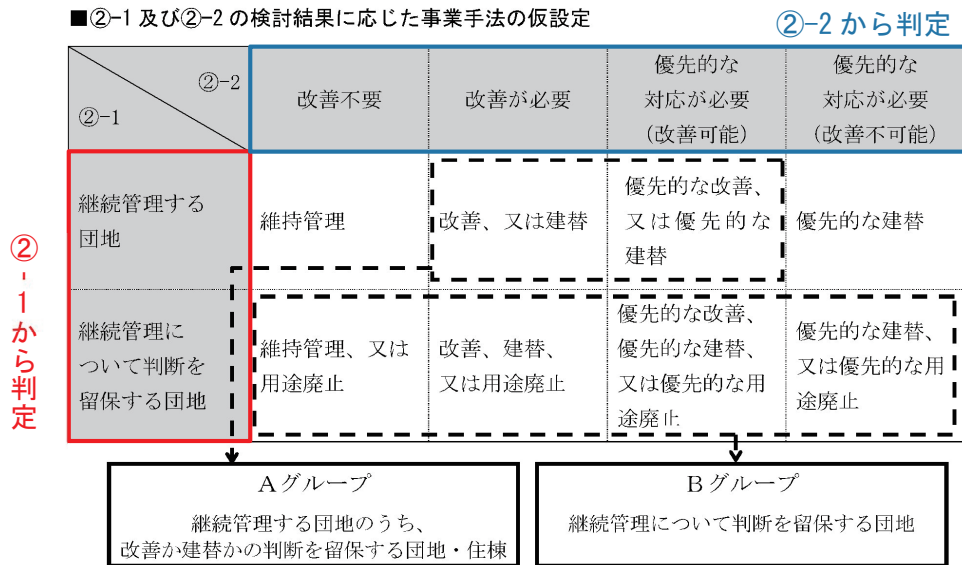 ■②-1 及び②-2 の検討結果に応じた事業手法の仮設定
②-2 から判定
②-2
②-1
改善不要
改善が必要
優先的な
対応が必要
(改善可能)
優先的な
対応が必要
(改善不可能)
②-1から判定
継続管理する
団地
維持管理
改善、又は建替
優先的な改善、
又は優先的な
建替
優先的な建替
継続管理に
ついて判断を
留保する団地
維持管理、又は
用途廃止
改善、建替、
又は用途廃止
優先的な改善、
優先的な建替、
又は優先的な用
途廃止
優先的な建替、
又は優先的な用
途廃止
Aグループ
継続管理する団地のうち、
改善か建替かの判断を留保する団地・住棟
Bグループ
継続管理について判断を留保する団地